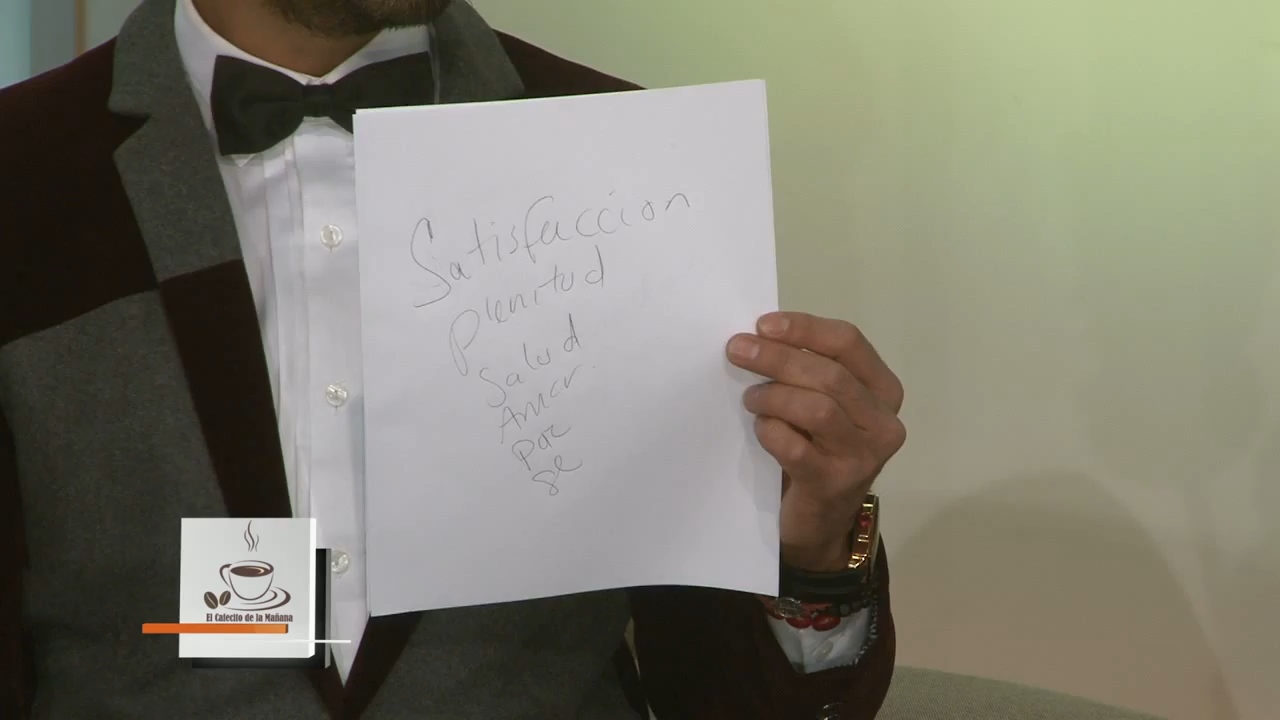 Satisfaccion
plenitud
Salud
Amor.
paz
se
El Cafecito de la Mañana